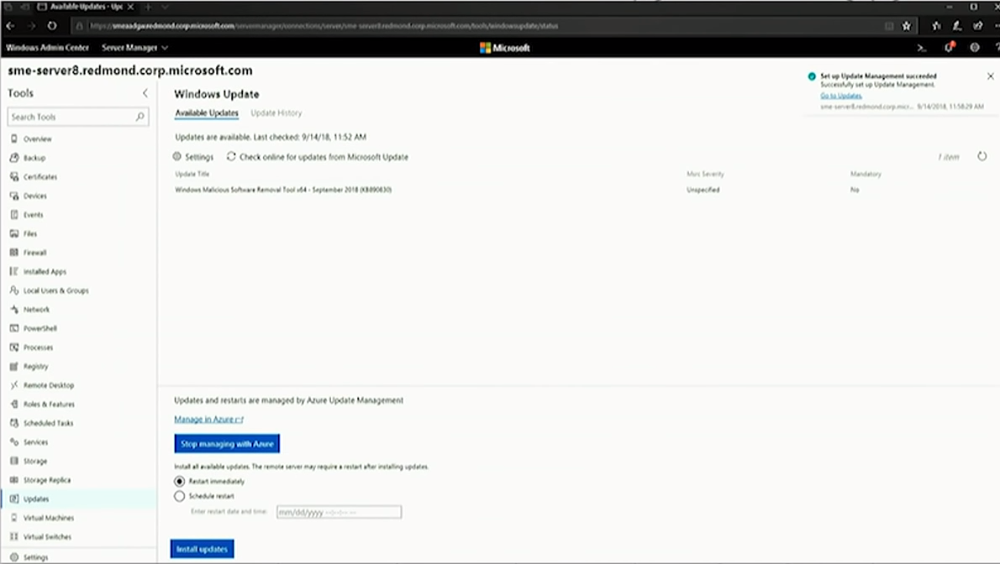 Available Updates - Upc
https://smeaadgw.redmond.corp.microsoft.com/servermanager/connections/server/sme-server8.redmond.corp.microsoft.com/tools/windowsupdate/status
Windows Admin Center Server Manager Microsoft
sme-server8.redmond.corp.microsoft.com
Tools
Search Tools
Overview
Backup
Certificates
Devices
Events
Files
Firewall
Installed Apps
Local Users & Groups
Network
PowerShell
Processes
Registry
Remote Desktop
Roles & Features
Scheduled Tasks
Services
Storage
Storage Replica
Updates
Virtual Machines
Virtual Switches
Settings
Windows Update
Available Updates Update History
Updates are available. Last checked: 9/14/18, 11:52 AM
Settings Check online for updates from Microsoft Update 1 item
Update Title Msrc Severity Mandatory
Windows Malicious Software Removal Tool x64 - September 2018 (KB890830) Unspecified No
Updates and restarts are managed by Azure Update Management
Manage in Azure
Stop managing with Azure
Install all available updates. The remote server may require a restart after installing updates.
Restart immediately
Schedule restart
Enter restart date and time: mm/dd/yyyy --:--:-- --
Install updates
Set up Update Management succeeded
Successfully set up Update Management.
Go to Updates.
sme-server8.redmond.corp.micr... 9/14/2018, 11:58:29 AM